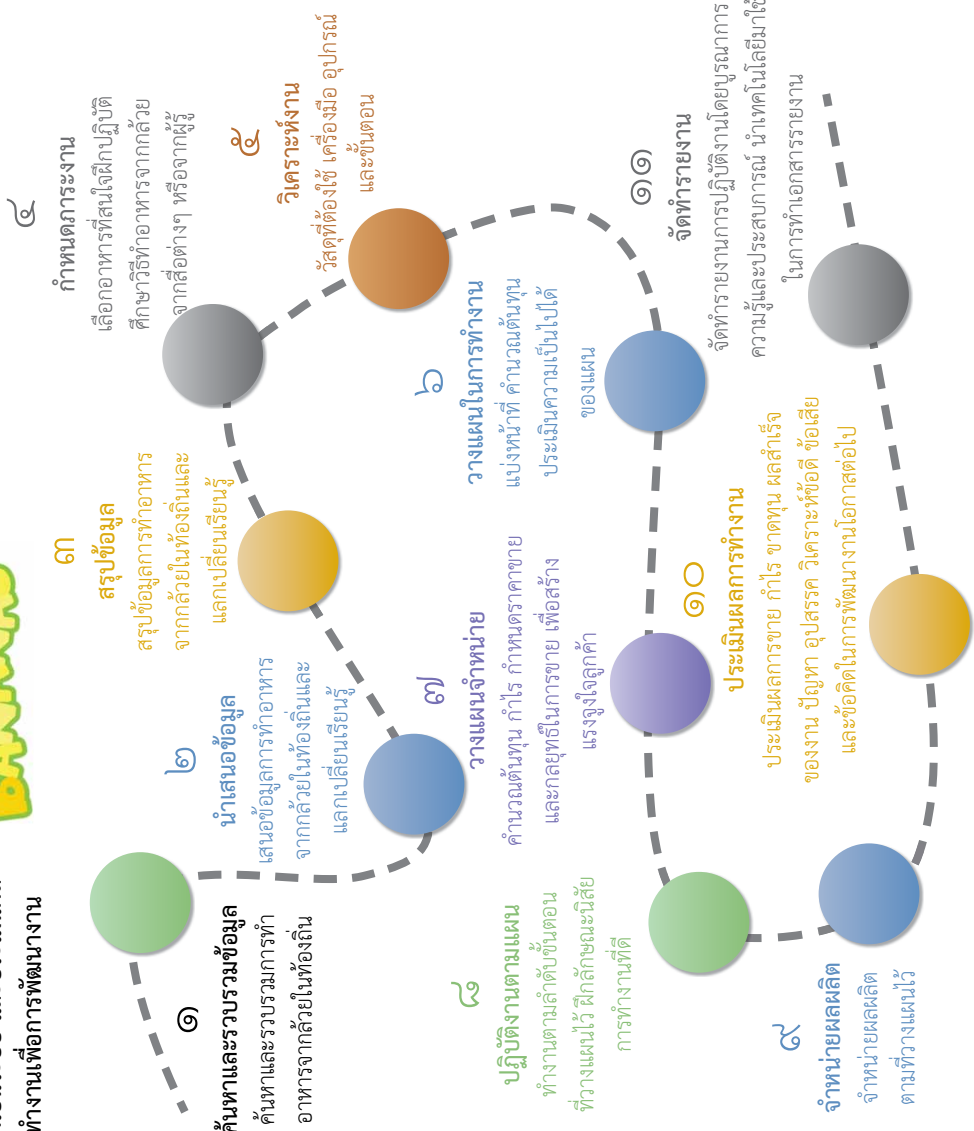 BANANA
ทำงานเพื่อการพัฒนางาน
๑
ค้นหาและรวบรวมข้อมูล
ค้นหาและรวบรวมการทำ
อาหารจากกล้วยในท้องถิ่น
๒
นำเสนอข้อมูล
เสนอข้อมูลการทำอาหาร
จากกล้วยในท้องถิ่นและ
แลกเปลี่ยนเรียนรู้
๓
สรุปข้อมูล
สรุปข้อมูลการทำอาหาร
จากกล้วยในท้องถิ่นและ
แลกเปลี่ยนเรียนรู้
๔
กำหนดภาระงาน
เลือกอาหารที่สนใจฝึกปฏิบัติ
ศึกษาวิธีทำอาหารจากกล้วย
จากสื่อต่างๆ หรือจากผู้รู้
๕
วิเคราะห์งาน
วัสดุที่ต้องใช้ เครื่องมือ อุปกรณ์
และขั้นตอน
๖
วางแผนในการทำงาน
แบ่งหน้าที่ คำนวณต้นทุน
ประเมินความเป็นไปได้
ของแผน
๗
วางแผนจำหน่าย
คำนวณต้นทุน กำไร กำหนดราคาขาย
และกลยุทธ์ในการขาย เพื่อสร้าง
แรงจูงใจลูกค้า
๘
ปฏิบัติงานตามแผน
ทำงานตามลำดับขั้นตอน
ที่วางแผนไว้ ฝึกลักษณะนิสัย
การทำงานที่ดี
๙
จำหน่ายผลผลิต
จำหน่ายผลผลิต
ตามที่วางแผนไว้
๑๐
ประเมินผลการทำงาน
ประเมินผลการขาย กำไร ขาดทุน ผลสำเร็จ
ของงาน ปัญหา อุปสรรค วิเคราะห์ข้อดี ข้อเสีย
และข้อคิดในการพัฒนางานโอกาสต่อไป
๑๑
จัดทำรายงาน
จัดทำรายงานการปฏิบัติงานโดยบูรณาการ
ความรู้และประสบการณ์ นำเทคโนโลยีมาใช้
ในการทำเอกสารรายงาน